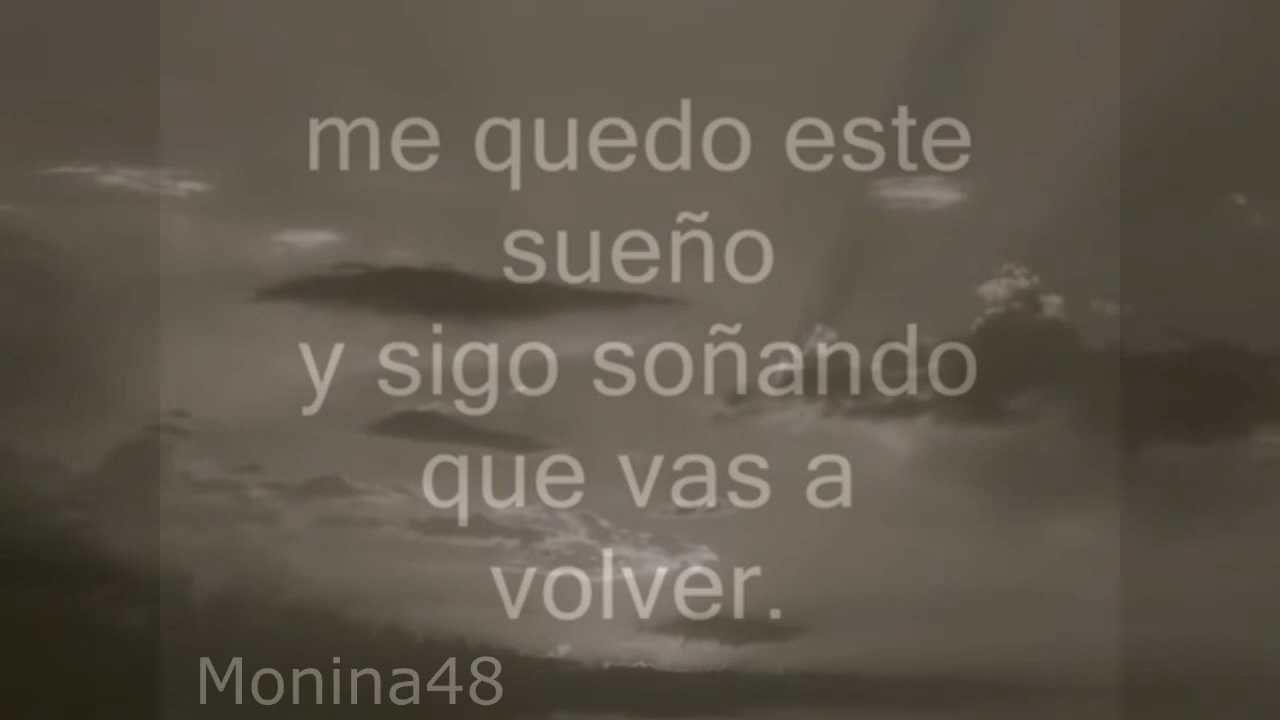 me quedo este
sueño
y sigo soñando
que vas a
volver.
Monina48